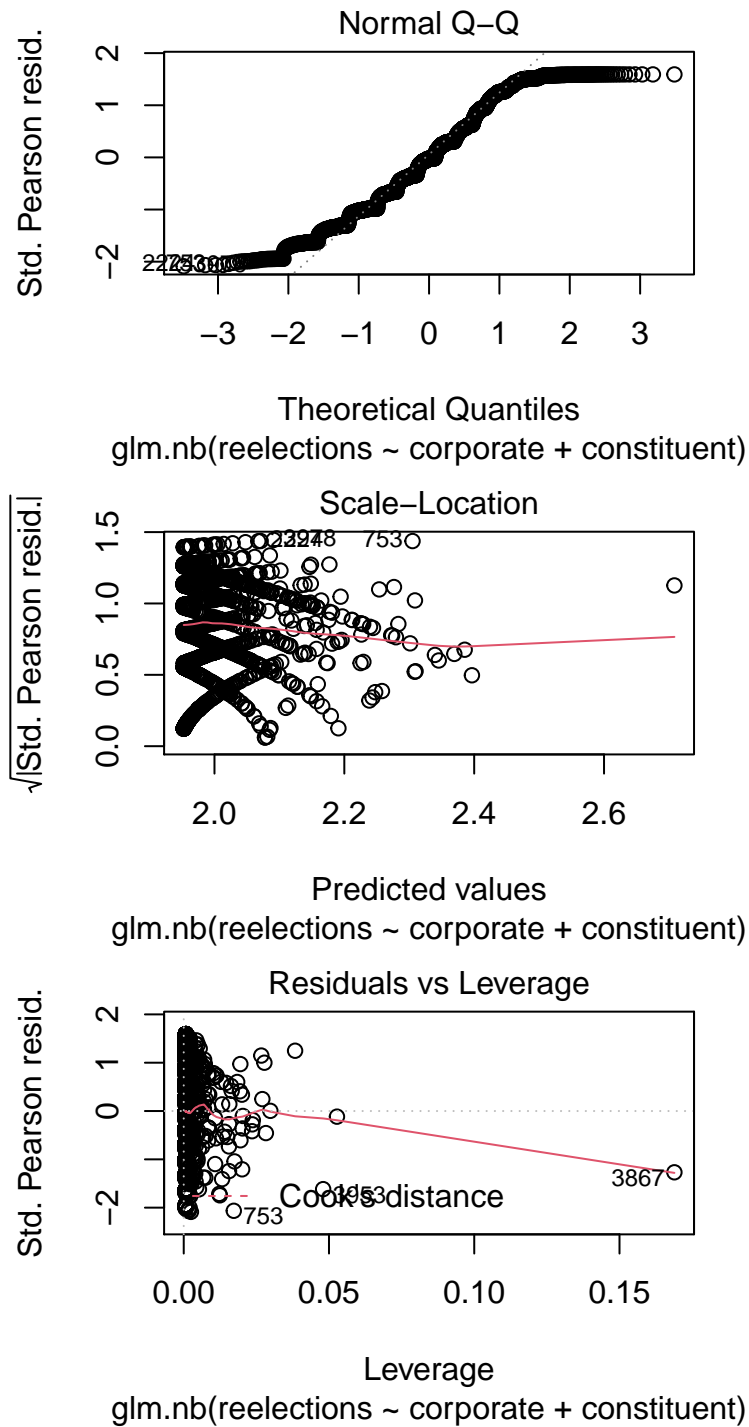 Normal Q−Q
Std. Pearson resid.
2
1
0
−2
753
−3 −2 −1 0 1 2 3
Theoretical Quantiles
glm.nb(reelections ~ corporate + constituent)
Scale−Location
√|Std. Pearson resid.|
1.5
1.0
0.5
0.0
753
2.0 2.2 2.4 2.6
Predicted values
glm.nb(reelections ~ corporate + constituent)
Residuals vs Leverage
Std. Pearson resid.
2
1
0
−2
3867
3953
Cook's distance
753
0.00 0.05 0.10 0.15
Leverage
glm.nb(reelections ~ corporate + constituent)